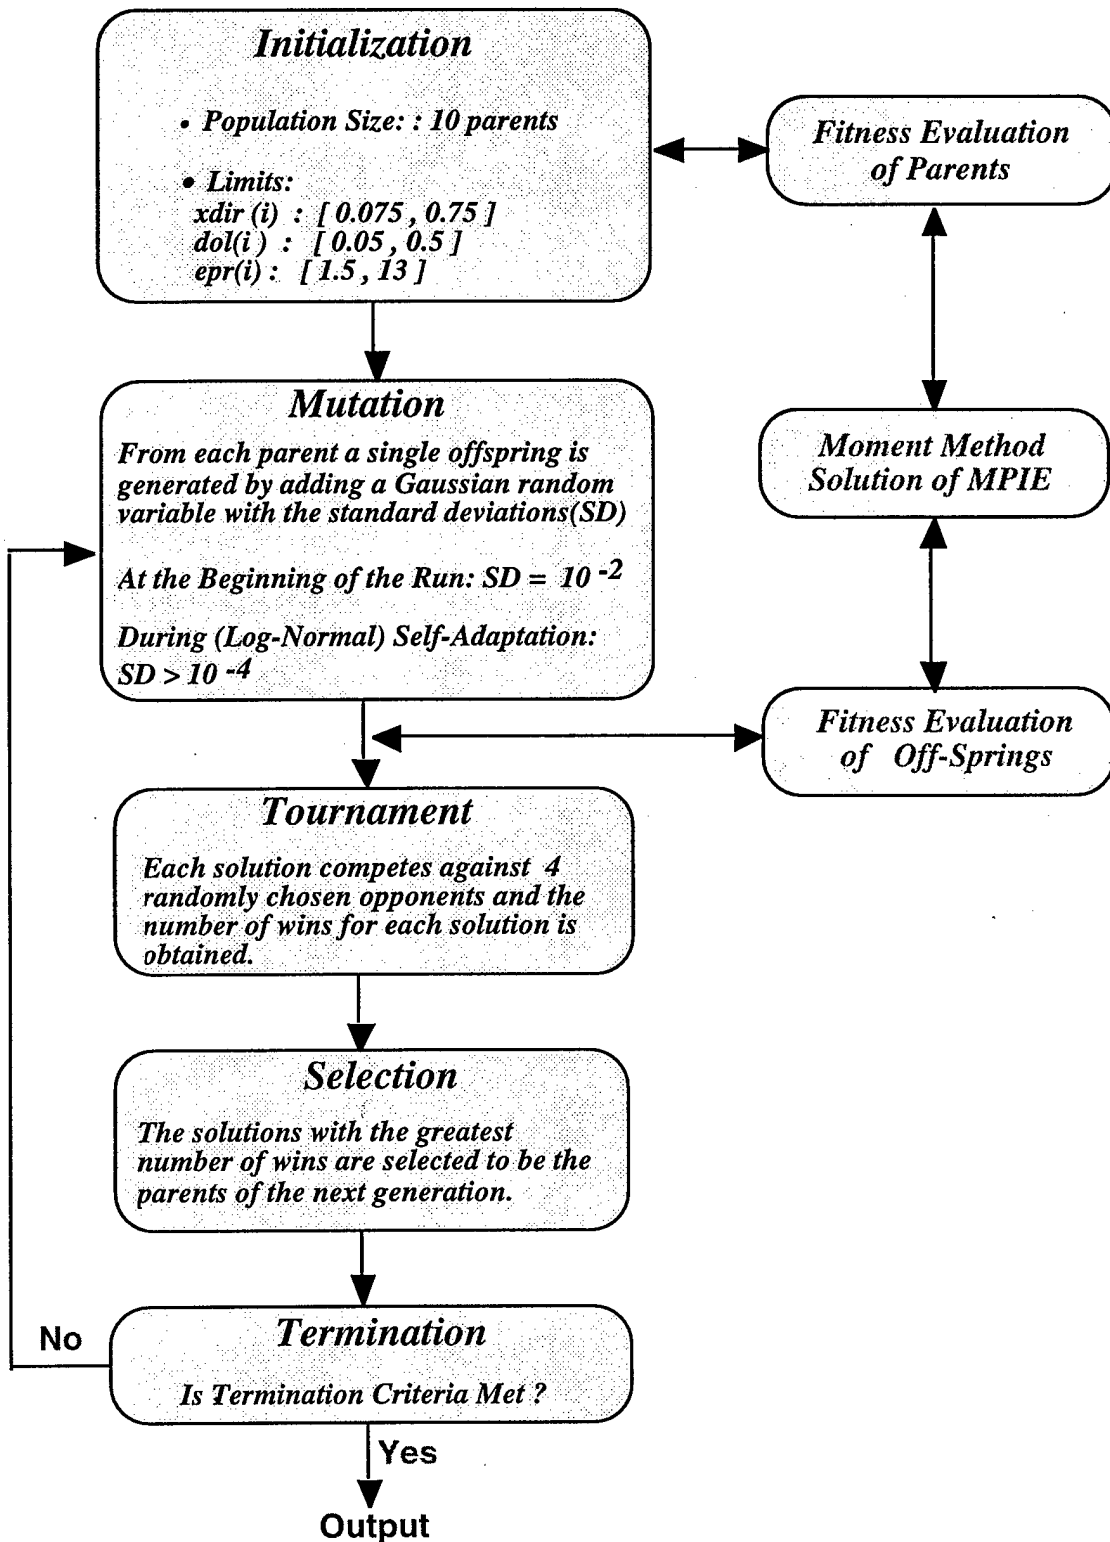 Initialization
• Population Size: : 10 parents
• Limits:
xdir (i) : [ 0.075 , 0.75 ]
dol(i ) : [ 0.05 , 0.5 ]
epr(i) : [ 1.5 , 13 ]
Fitness Evaluation
of Parents
Mutation
From each parent a single offspring is
generated by adding a Gaussian random
variable with the standard deviations(SD)
At the Beginning of the Run: SD = 10 -2
During (Log-Normal) Self-Adaptation:
SD > 10 -4
Moment Method
Solution of MPIE
Fitness Evaluation
of Off-Springs
Tournament
Each solution competes against 4
randomly chosen opponents and the
number of wins for each solution is
obtained.
Selection
The solutions with the greatest
number of wins are selected to be the
parents of the next generation.
No
Termination
Is Termination Criteria Met ?
Yes
Output